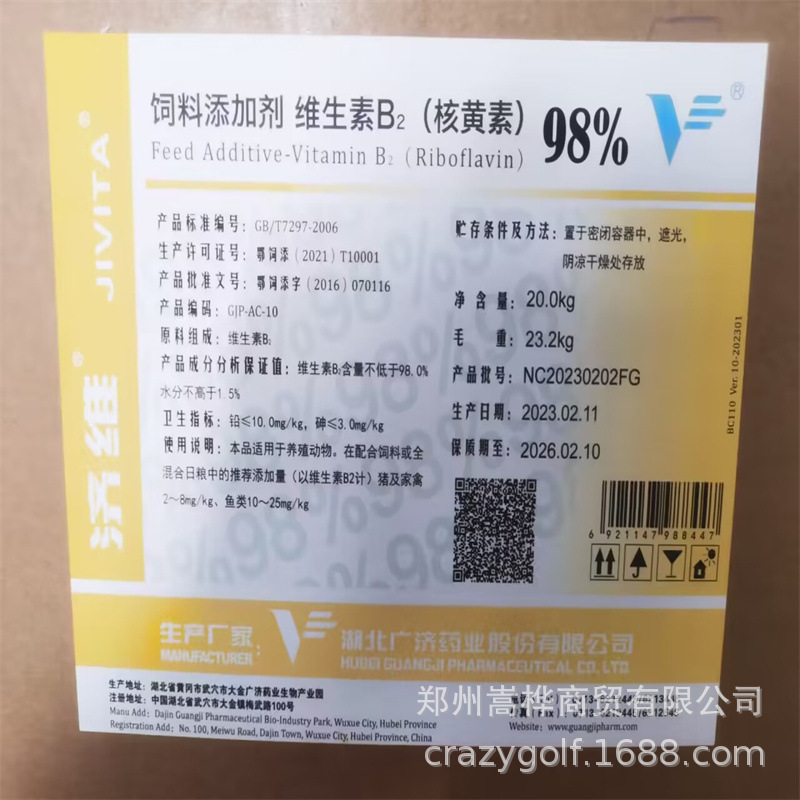 饲料添加剂 维生素B₂（核黄素） 98%
Feed Additive-Vitamin B₂ (Riboflavin)
®
JIVITA®
济维®
产品标准编号：GB/T7297-2006
生产许可证号：鄂饲添（2021）T10001
产品批准文号：鄂饲添字（2016）070116
产品编码：GJP-AC-10
原料组成：维生素B₂
产品成分分析保证值：维生素B₂含量不低于98.0%
水分不高于1.5%
卫生指标：铅≤10.0mg/kg，砷≤3.0mg/kg
使用说明：本品适用于养殖动物。在配合饲料或全
混合日粮中的推荐添加量（以维生素B2计）猪及家禽
2～8mg/kg、鱼类10～25mg/kg
贮存条件及方法：置于密闭容器中，遮光，
阴凉干燥处存放
净含量：20.0kg
毛重：23.2kg
产品批号：NC20230202FG
生产日期：2023.02.11
保质期至：2026.02.10
BC110 Ver. 10-202301
6 921147 988447
生产厂家
MANUFACTURER:
湖北广济药业股份有限公司
HUBEI GUANGJI PHARMACEUTICAL CO., LTD
生产地址：湖北省黄冈市武穴市大金广济药业生物产业园
注册地址：中国湖北省武穴市大金镇梅武路100号
Manu Add: Dajin Guangji Pharmaceutical Bio-Industry Park, Wuxue City, Hubei Province
Registration Add: No. 100, Meiwu Road, Dajin Town, Wuxue City, Hubei Province, China
Website: www.guangjipharm.com
郑州嵩桦商贸有限公司
crazygolf.1688.com